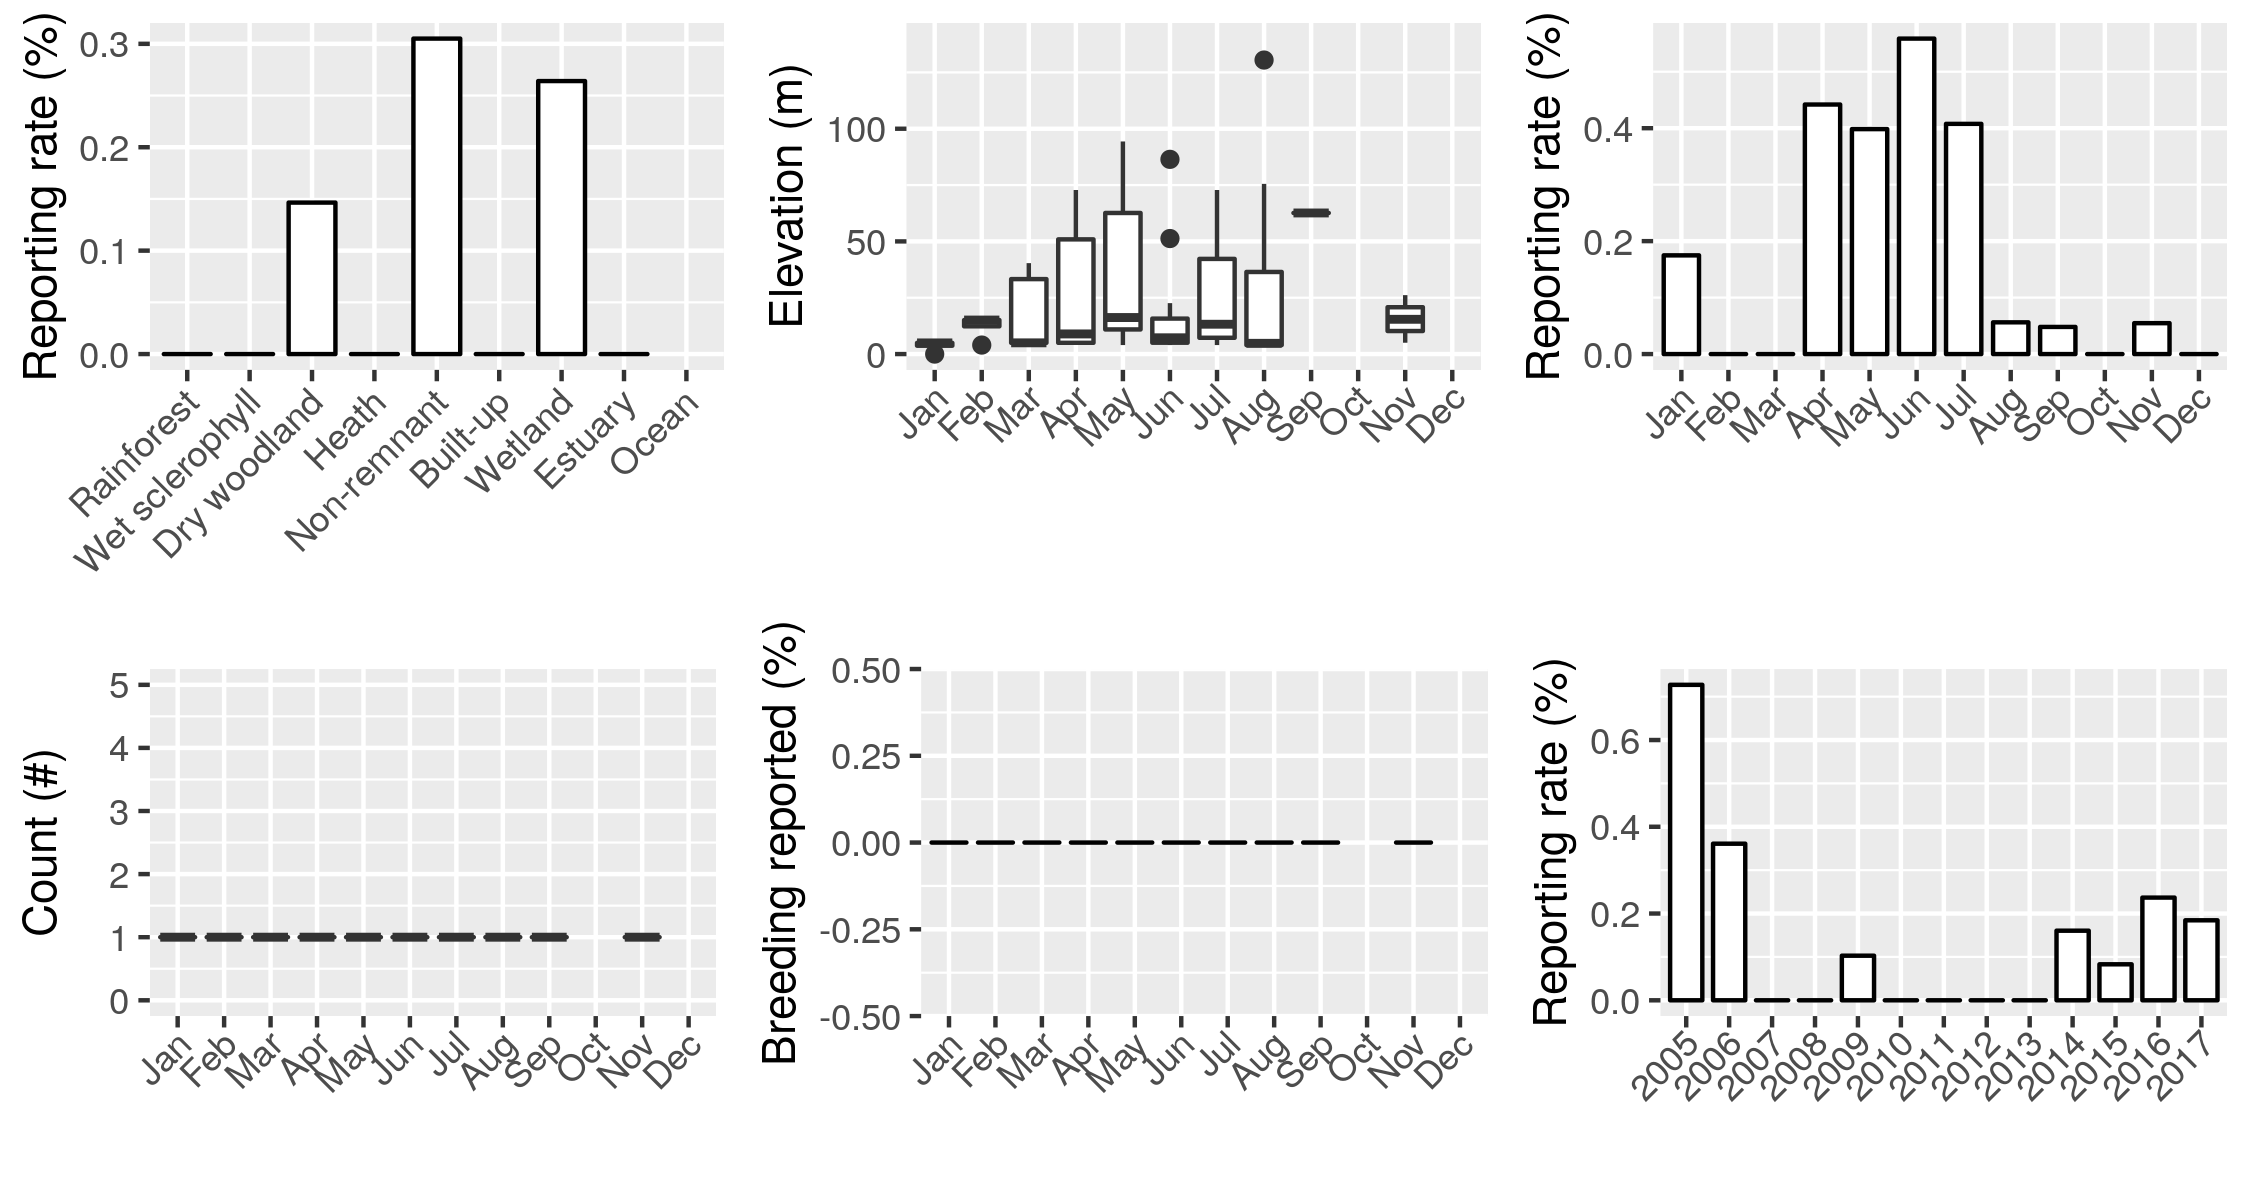 Reporting rate (%)
0.3
0.2
0.1
0.0
Rainforest
Wet sclerophyll
Dry woodland
Heath
Non-remnant
Built-up
Wetland
Estuary
Ocean
Elevation (m)
100
50
0
Jan
Feb
Mar
Apr
May
Jun
Jul
Aug
Sep
Oct
Nov
Dec
Reporting rate (%)
0.4
0.2
0.0
Jan
Feb
Mar
Apr
May
Jun
Jul
Aug
Sep
Oct
Nov
Dec
Count (#)
5
4
3
2
1
0
Jan
Feb
Mar
Apr
May
Jun
Jul
Aug
Sep
Oct
Nov
Dec
Breeding reported (%)
0.50
0.25
0.00
-0.25
-0.50
Jan
Feb
Mar
Apr
May
Jun
Jul
Aug
Sep
Oct
Nov
Dec
Reporting rate (%)
0.6
0.4
0.2
0.0
2005
2006
2007
2008
2009
2010
2011
2012
2013
2014
2015
2016
2017